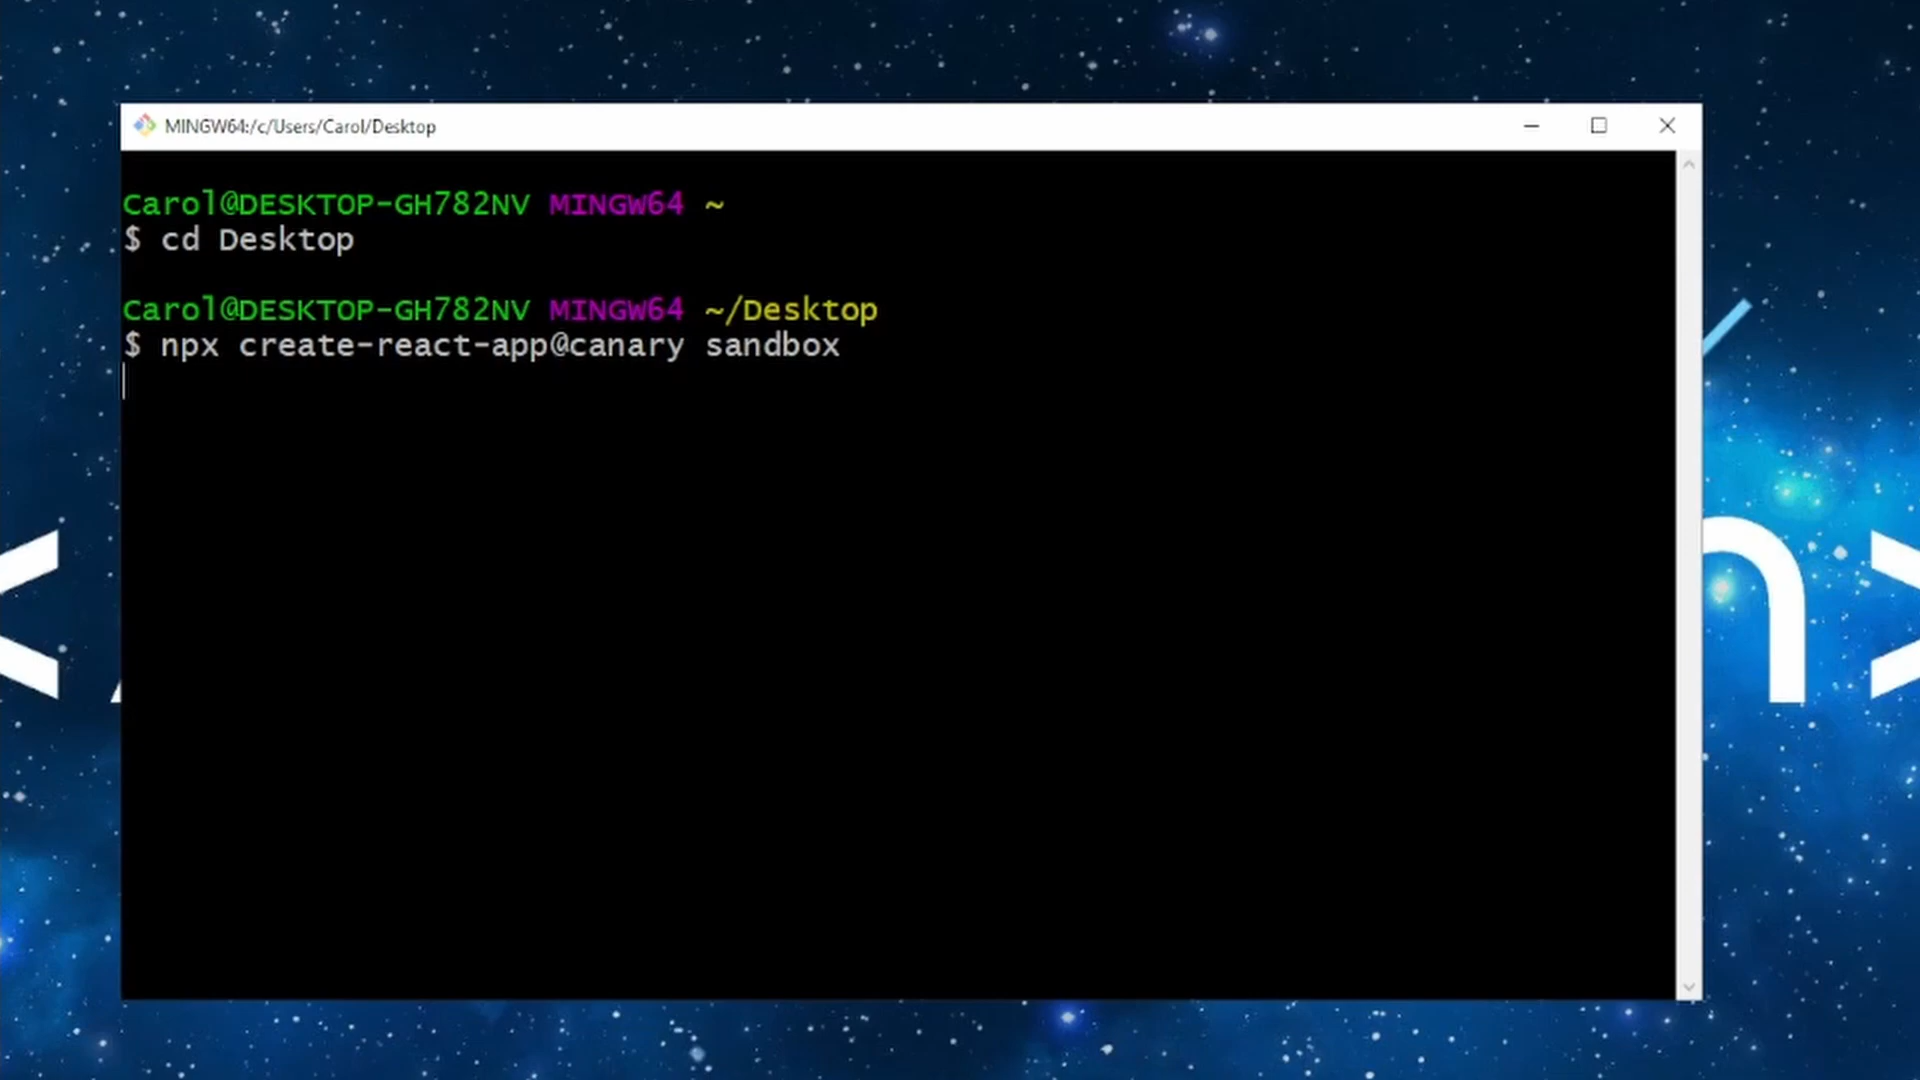 MINGW64:/c/Users/Carol/Desktop
Carol@DESKTOP-GH782NV MINGW64 ~
$ cd Desktop
Carol@DESKTOP-GH782NV MINGW64 ~/Desktop
$ npx create-react-app@canary sandbox